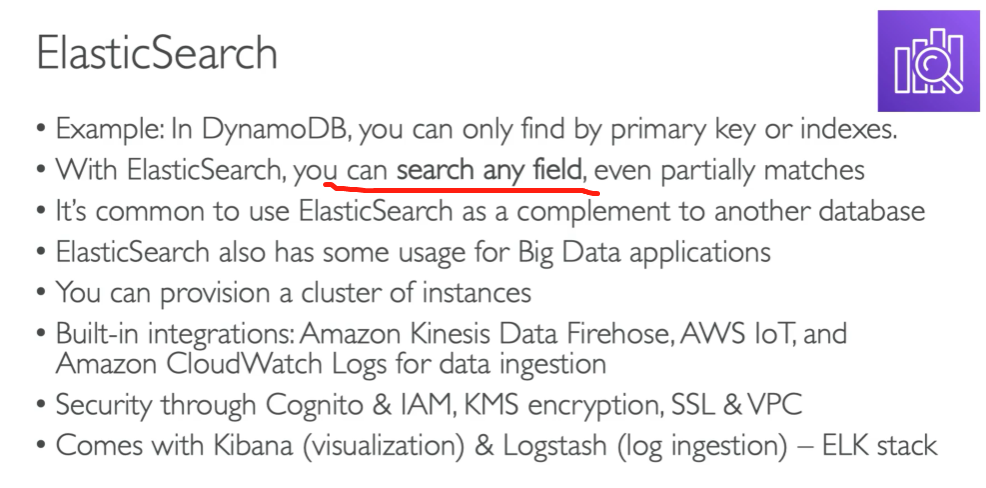 ElasticSearch
• Example: In DynamoDB, you can only find by primary key or indexes.
• With ElasticSearch, you can search any field, even partially matches
• It's common to use ElasticSearch as a complement to another database
• ElasticSearch also has some usage for Big Data applications
• You can provision a cluster of instances
• Built-in integrations: Amazon Kinesis Data Firehose, AWS IoT, and
Amazon CloudWatch Logs for data ingestion
• Security through Cognito & IAM, KMS encryption, SSL & VPC
• Comes with Kibana (visualization) & Logstash (log ingestion) – ELK stack